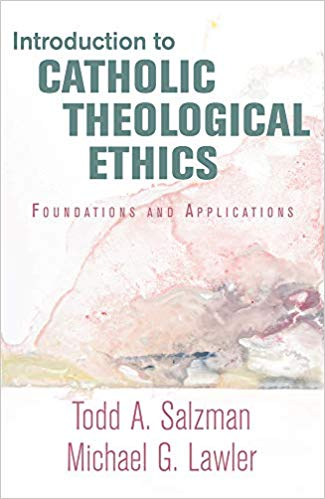 Introduction to
CATHOLIC
THEOLOGICAL
ETHICS
FOUNDATIONS AND APPLICATIONS
Todd A. Salzman
Michael G. Lawler